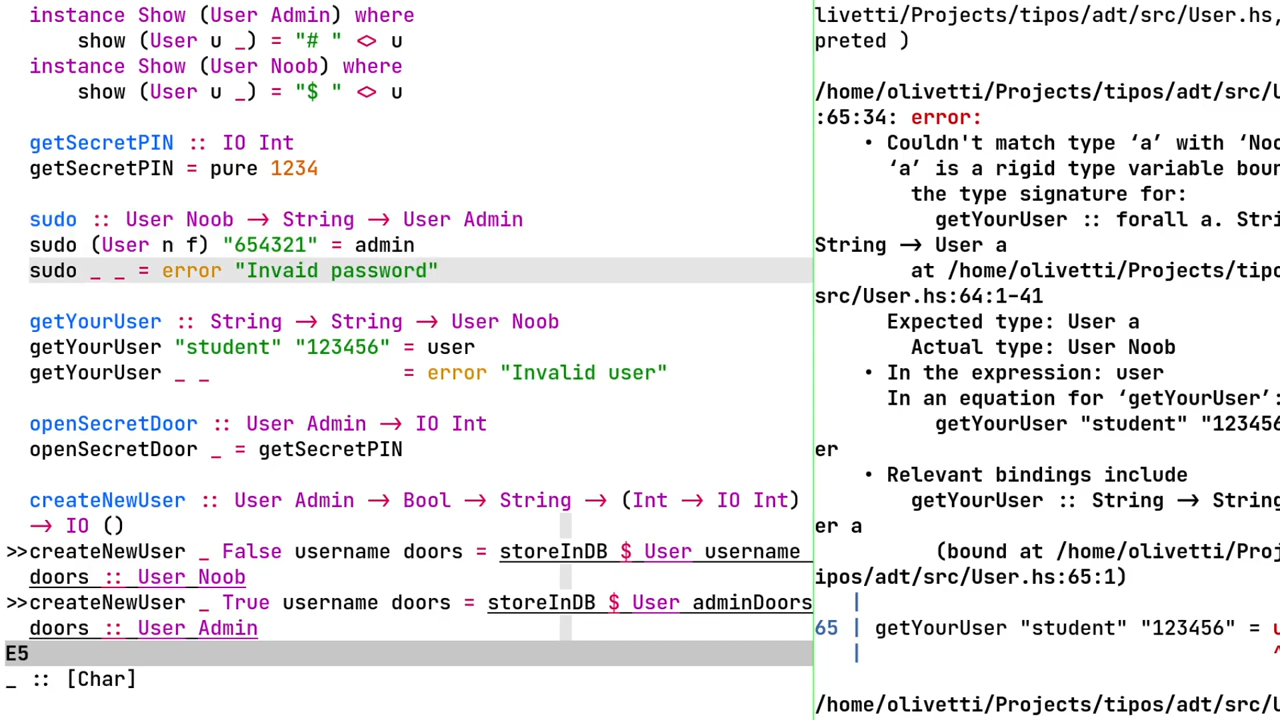 instance Show (User Admin) where
show (User u _) = "# " <> u
instance Show (User Noob) where
show (User u _) = "$ " <> u
getSecretPIN :: IO Int
getSecretPIN = pure 1234
sudo :: User Noob -> String -> User Admin
sudo (User n f) "654321" = admin
sudo _ _ = error "Invaid password"
getYourUser :: String -> String -> User Noob
getYourUser "student" "123456" = user
getYourUser _ _ = error "Invalid user"
openSecretDoor :: User Admin -> IO Int
openSecretDoor _ = getSecretPIN
createNewUser :: User Admin -> Bool -> String -> (Int -> IO Int)
-> IO ()
>>createNewUser _ False username doors = storeInDB $ User username
doors :: User Noob
>>createNewUser _ True username doors = storeInDB $ User adminDoors
doors :: User Admin
E5
_ :: [Char]
livetti/Projects/tipos/adt/src/User.hs,
preted )
/home/olivetti/Projects/tipos/adt/src/U
:65:34: error:
• Couldn't match type ‘a’ with ‘Noo
‘a’ is a rigid type variable boun
the type signature for:
getYourUser :: forall a. Stri
String -> User a
at /home/olivetti/Projects/tipo
src/User.hs:64:1-41
Expected type: User a
Actual type: User Noob
• In the expression: user
In an equation for ‘getYourUser’:
getYourUser "student" "123456
er
• Relevant bindings include
getYourUser :: String -> String
er a
(bound at /home/olivetti/Proj
ipos/adt/src/User.hs:65:1)
|
65 | getYourUser "student" "123456" = u
| ^
/home/olivetti/Projects/tipos/adt/src/U